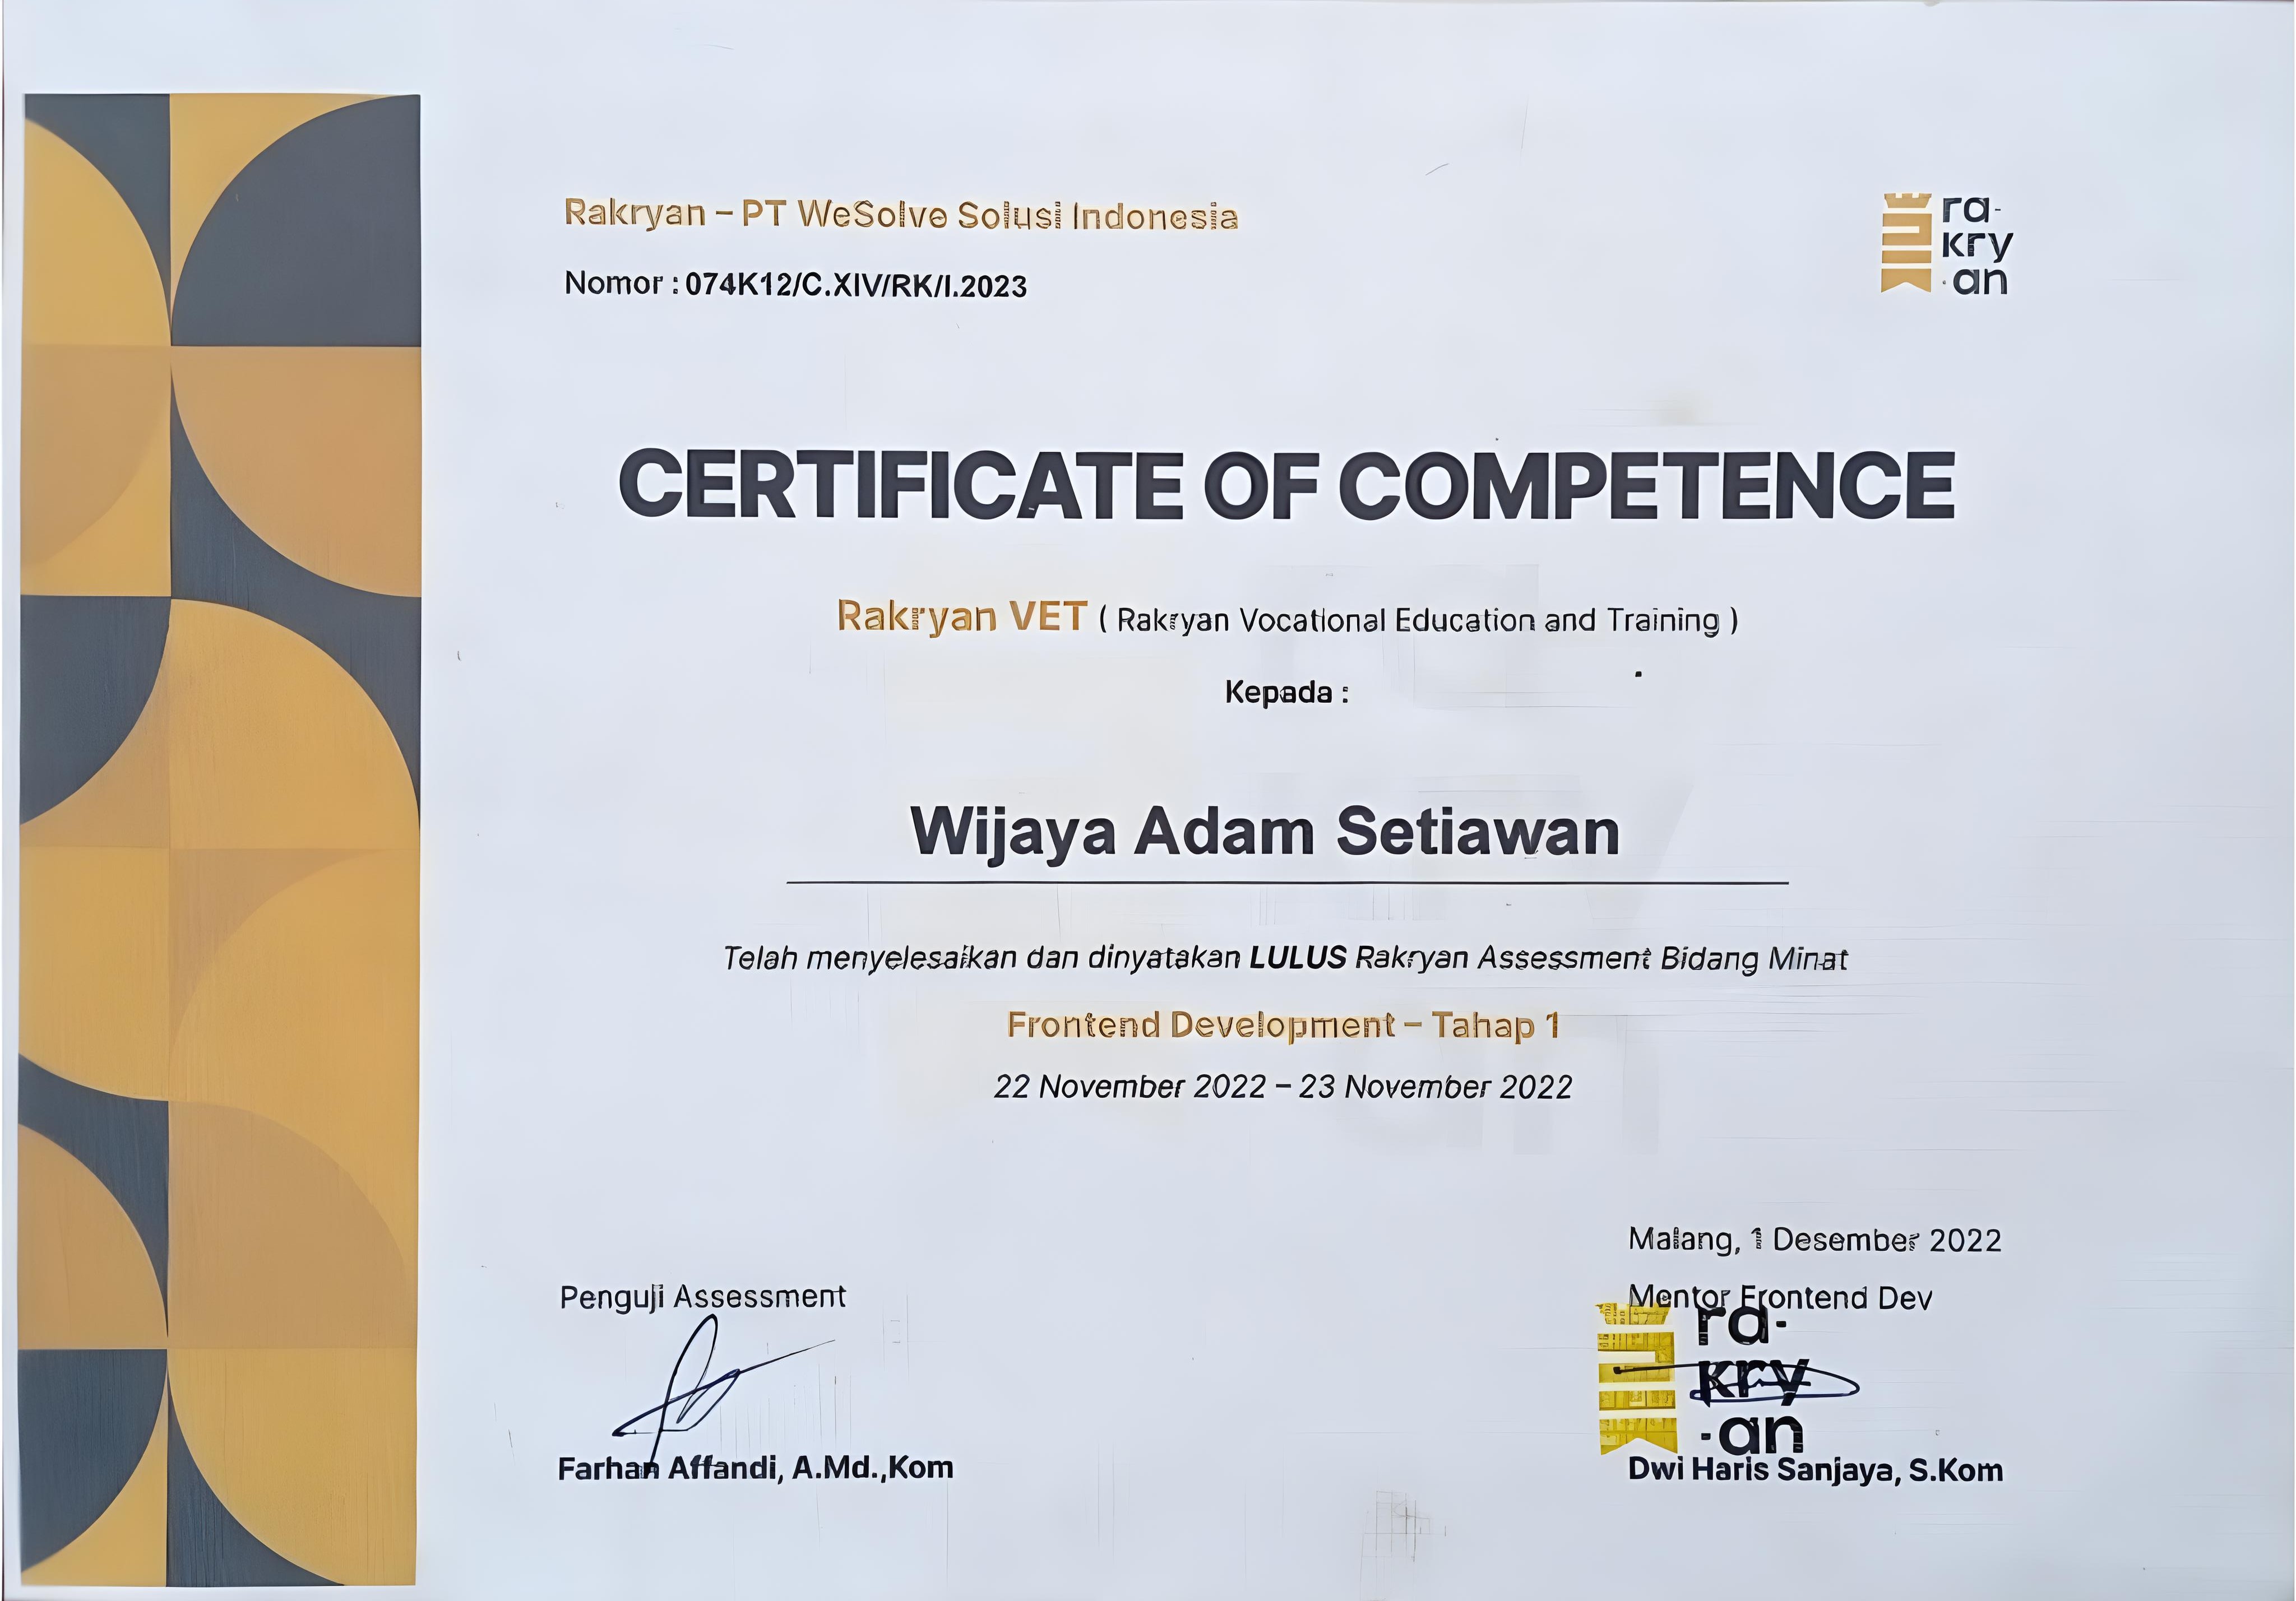 Rakryan – PT WeSolve Solusi Indonesia
Nomor : 074K12/C.XIV/RK/I.2023
ra-
kry
·an
CERTIFICATE OF COMPETENCE
Rakryan VET ( Rakryan Vocational Education and Training )
Kepada :
Wijaya Adam Setiawan
Telah menyelesaikan dan dinyatakan LULUS Rakryan Assessment Bidang Minat
Frontend Development – Tahap 1
22 November 2022 – 23 November 2022
Malang, 1 Desember 2022
Penguji Assessment
Mentor Frontend Dev
ra-
kry
-an
Farhan Affandi, A.Md.,Kom
Dwi Haris Sanjaya, S.Kom